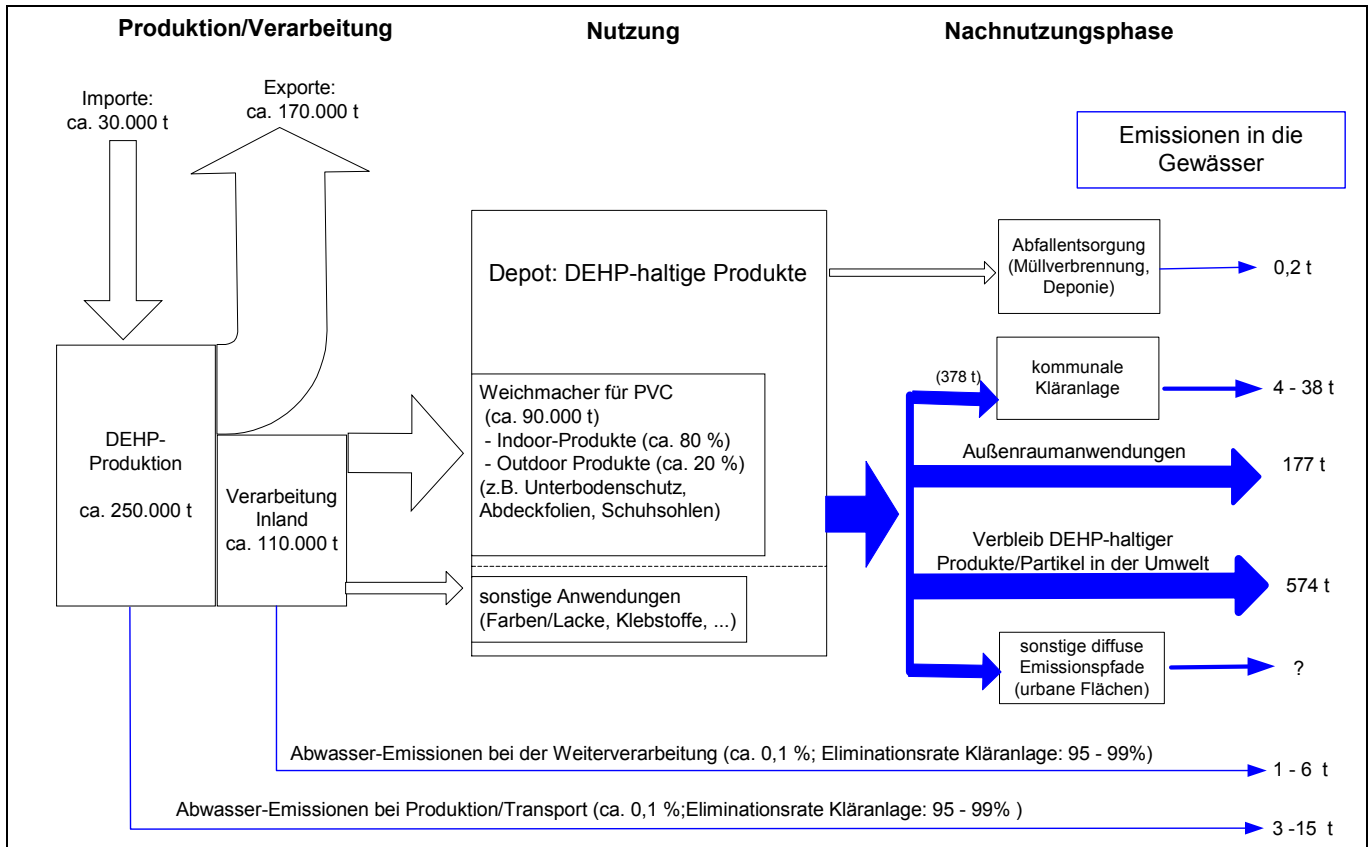 Produktion/Verarbeitung
Nutzung
Nachnutzungsphase
Importe:
ca. 30.000 t
Exporte:
ca. 170.000 t
Emissionen in die
Gewässer
DEHP-
Produktion
ca. 250.000 t
Verarbeitung
Inland
ca. 110.000 t
Depot: DEHP-haltige Produkte
Weichmacher für PVC
(ca. 90.000 t)
- Indoor-Produkte (ca. 80 %)
- Outdoor Produkte (ca. 20 %)
(z.B. Unterbodenschutz,
Abdeckfolien, Schuhsohlen)
sonstige Anwendungen
(Farben/Lacke, Klebstoffe, ...)
Abfallentsorgung
(Müllverbrennung,
Deponie)
0,2 t
(378 t)
kommunale
Kläranlage
4 - 38 t
Außenraumanwendungen
177 t
Verbleib DEHP-haltiger
Produkte/Partikel in der Umwelt
574 t
sonstige diffuse
Emissionspfade
(urbane Flächen)
?
Abwasser-Emissionen bei der Weiterverarbeitung (ca. 0,1 %; Eliminationsrate Kläranlage: 95 - 99%)
1 - 6 t
Abwasser-Emissionen bei Produktion/Transport (ca. 0,1 %;Eliminationsrate Kläranlage: 95 - 99% )
3 -15 t